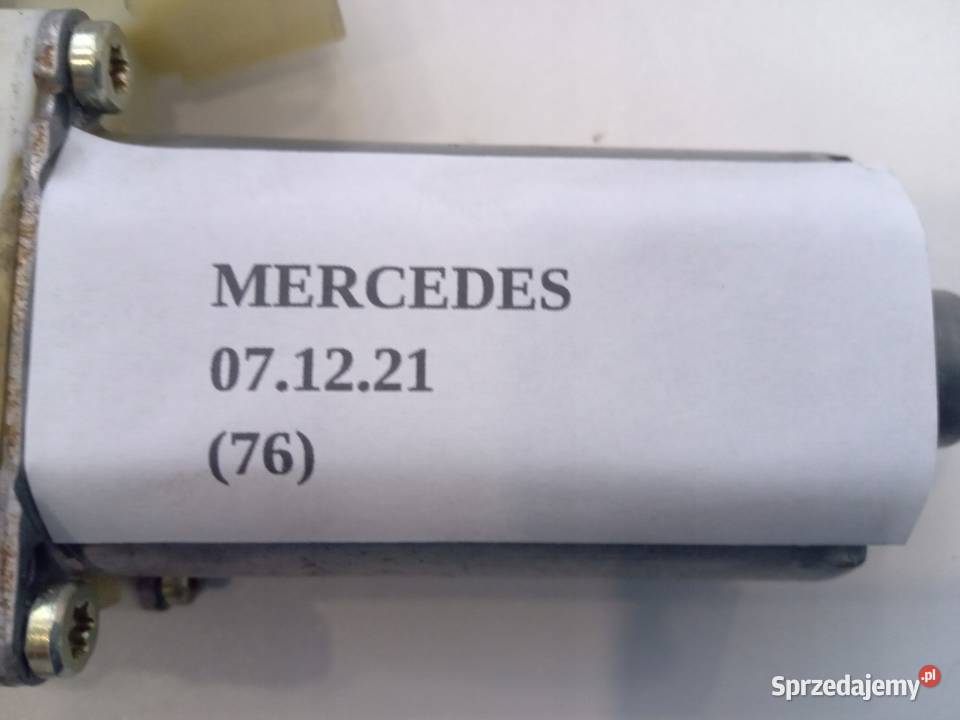 MERCEDES
07.12.21
(76)
Sprzedajemy.pl